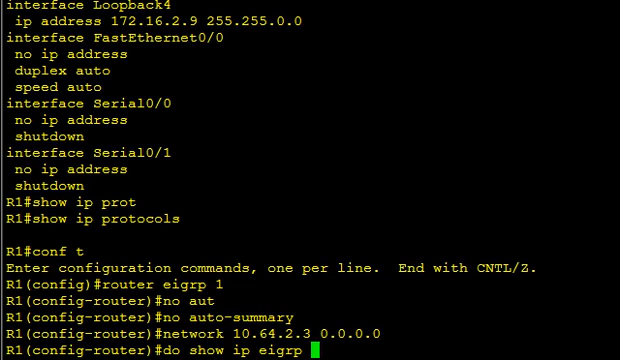 interface Loopback4
 ip address 172.16.2.9 255.255.0.0
interface FastEthernet0/0
 no ip address
 duplex auto
 speed auto
interface Serial0/0
 no ip address
 shutdown
interface Serial0/1
 no ip address
 shutdown
R1#show ip prot
R1#show ip protocols
R1#conf t
Enter configuration commands, one per line.  End with CNTL/Z.
R1(config)#router eigrp 1
R1(config-router)#no aut
R1(config-router)#no auto-summary
R1(config-router)#network 10.64.2.3 0.0.0.0
R1(config-router)#do show ip eigrp